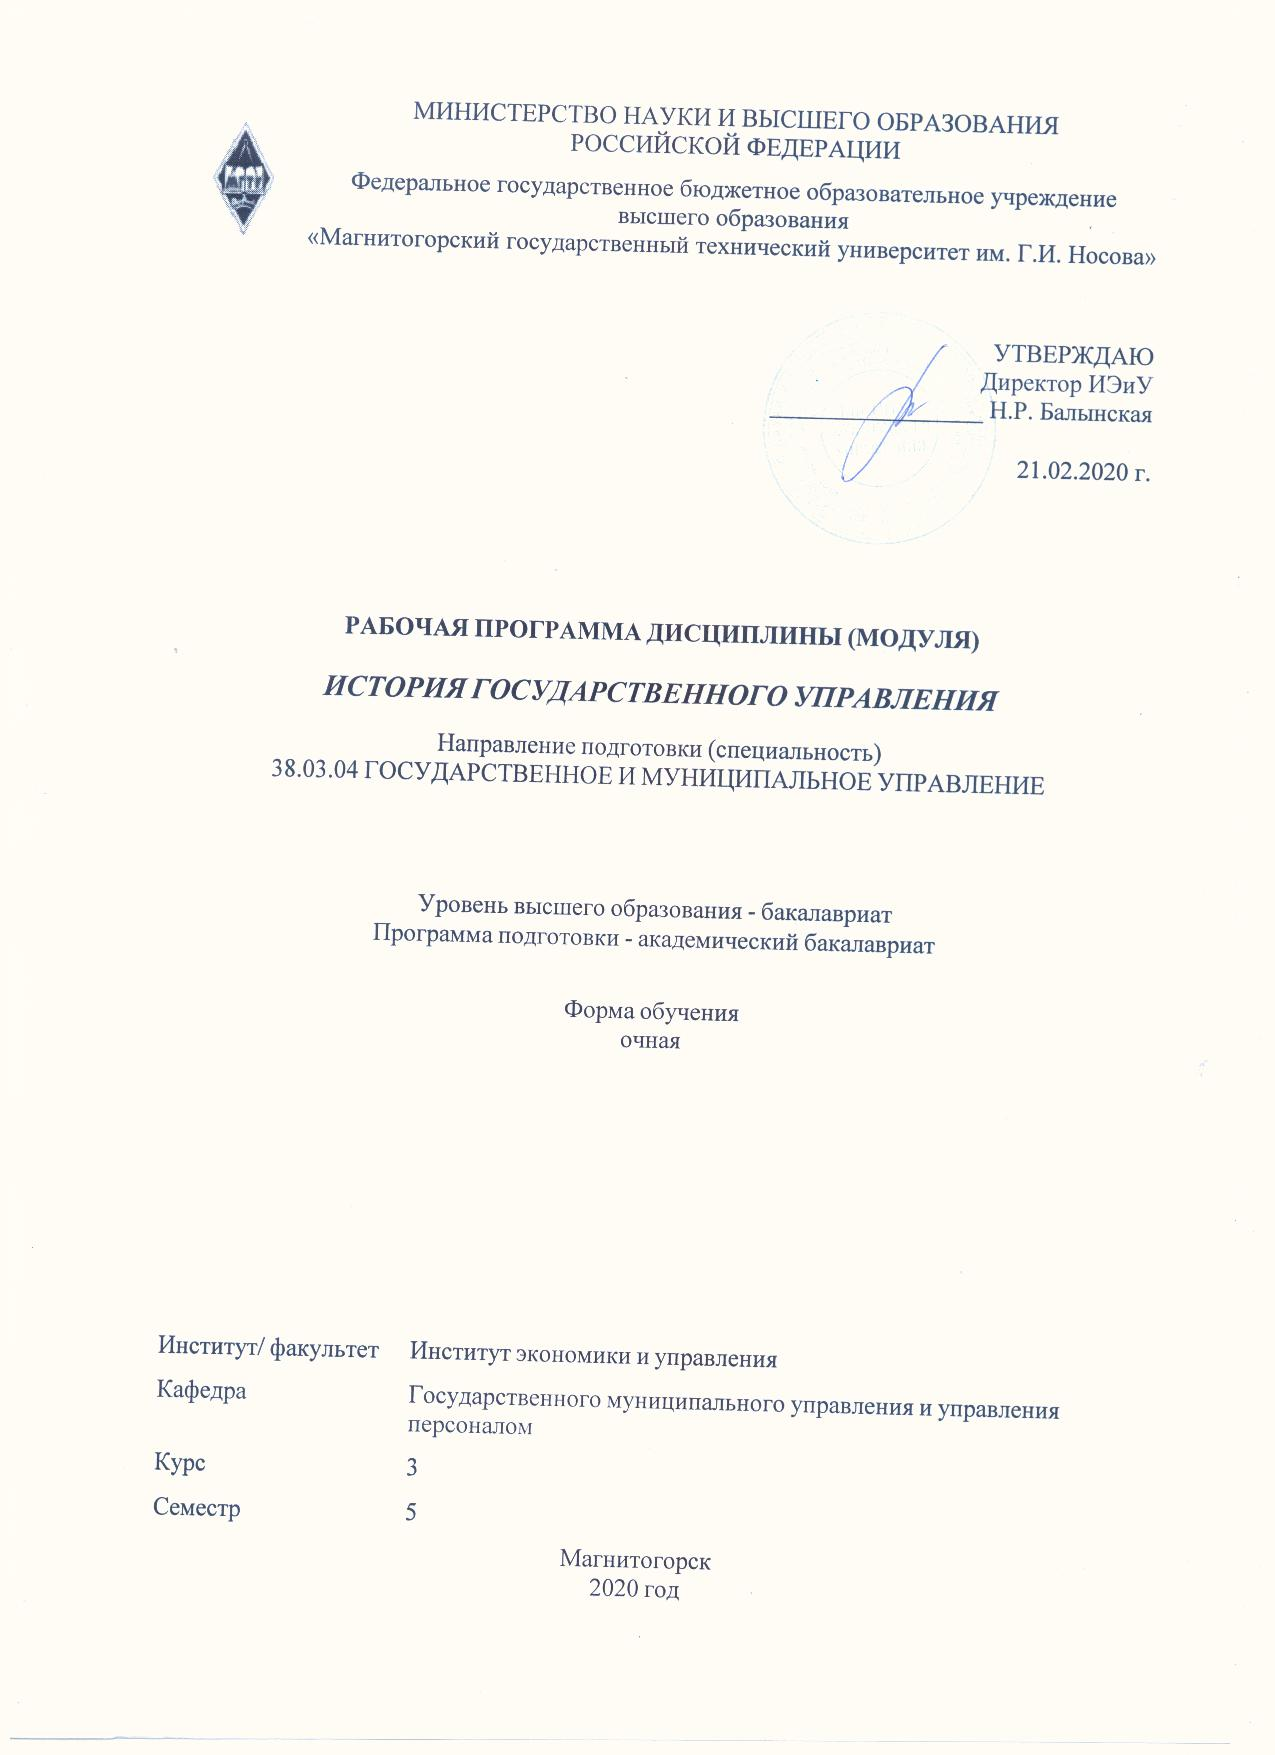 МИНИСТЕРСТВО НАУКИ И ВЫСШЕГО ОБРАЗОВАНИЯ
РОССИЙСКОЙ ФЕДЕРАЦИИ
Федеральное государственное бюджетное образовательное учреждение
высшего образования
«Магнитогорский государственный технический университет им. Г.И. Носова»
МГТУ
УТВЕРЖДАЮ
Директор ИЭиУ
Н.Р. Балынская
21.02.2020 г.
РАБОЧАЯ ПРОГРАММА ДИСЦИПЛИНЫ (МОДУЛЯ)
ИСТОРИЯ ГОСУДАРСТВЕННОГО УПРАВЛЕНИЯ
Направление подготовки (специальность)
38.03.04 ГОСУДАРСТВЕННОЕ И МУНИЦИПАЛЬНОЕ УПРАВЛЕНИЕ
Уровень высшего образования - бакалавриат
Программа подготовки - академический бакалавриат
Форма обучения
очная
Институт/ факультет Институт экономики и управления
Кафедра Государственного муниципального управления и управления
персоналом
Курс 3
Семестр 5
Магнитогорск
2020 год